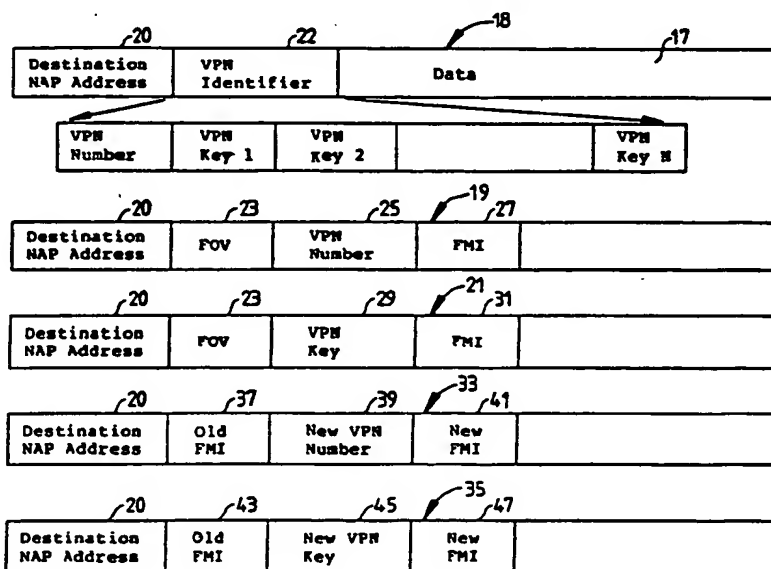 20 22 18 17
Destination VPN Data
NAP Address Identifier
VPN VPN VPN VPN
Number Key 1 Key 2 Key N
20 23 25 19 27
Destination FOV VPN FMI
NAP Address Number
20 23 29 21 31
Destination FOV VPN FMI
NAP Address Key
20 37 39 33 41
Destination Old New VPN New
NAP Address FMI Number FMI
20 43 45 35 47
Destination Old New VPN New
NAP Address FMI Key FMI